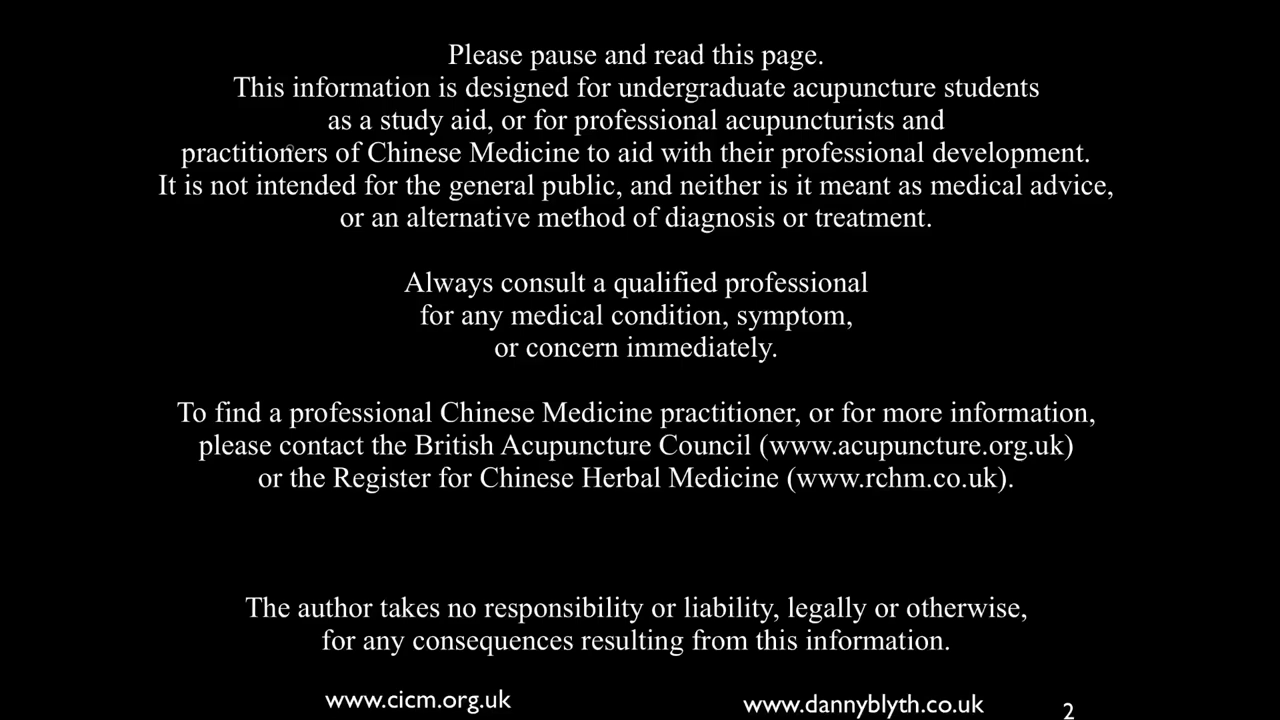 Please pause and read this page.
This information is designed for undergraduate acupuncture students
as a study aid, or for professional acupuncturists and
practitioners of Chinese Medicine to aid with their professional development.
It is not intended for the general public, and neither is it meant as medical advice,
or an alternative method of diagnosis or treatment.
Always consult a qualified professional
for any medical condition, symptom,
or concern immediately.
To find a professional Chinese Medicine practitioner, or for more information,
please contact the British Acupuncture Council (www.acupuncture.org.uk)
or the Register for Chinese Herbal Medicine (www.rchm.co.uk).
The author takes no responsibility or liability, legally or otherwise,
for any consequences resulting from this information.
www.cicm.org.uk
www.dannyblyth.co.uk
2